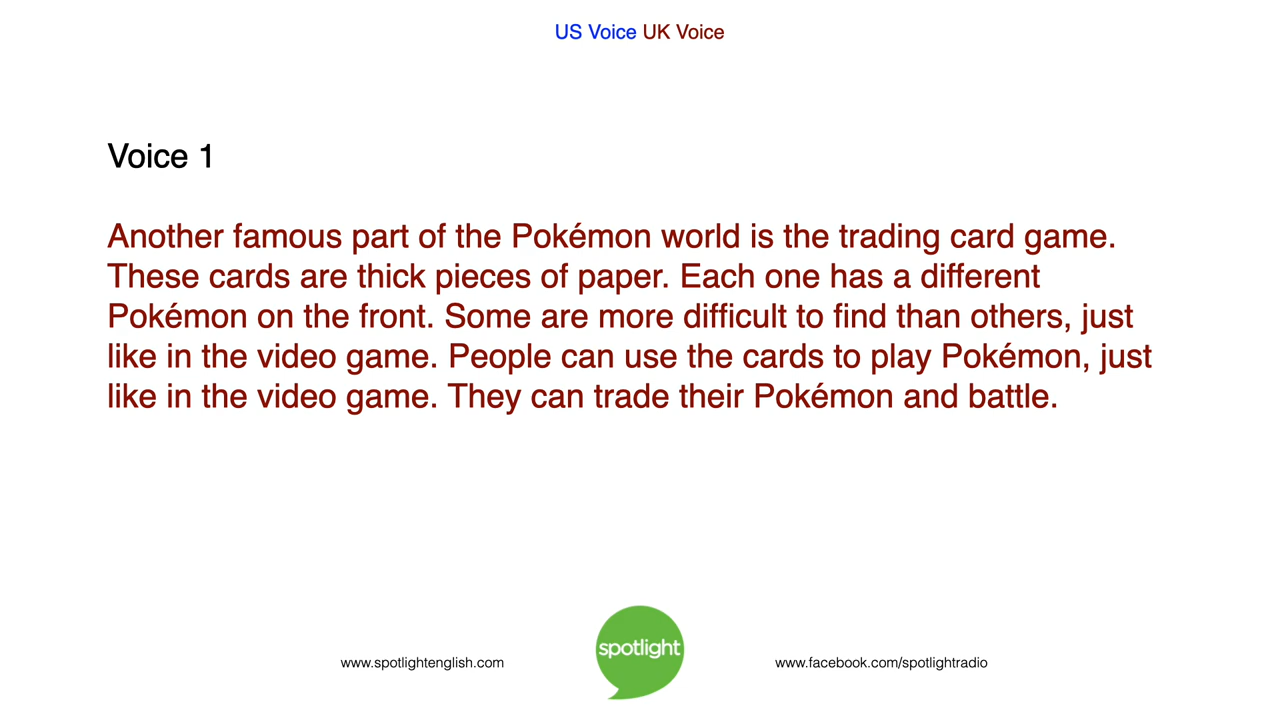 US Voice UK Voice
Voice 1
Another famous part of the Pokémon world is the trading card game.
These cards are thick pieces of paper. Each one has a different
Pokémon on the front. Some are more difficult to find than others, just
like in the video game. People can use the cards to play Pokémon, just
like in the video game. They can trade their Pokémon and battle.
www.spotlightenglish.com
spotlight
www.facebook.com/spotlightradio